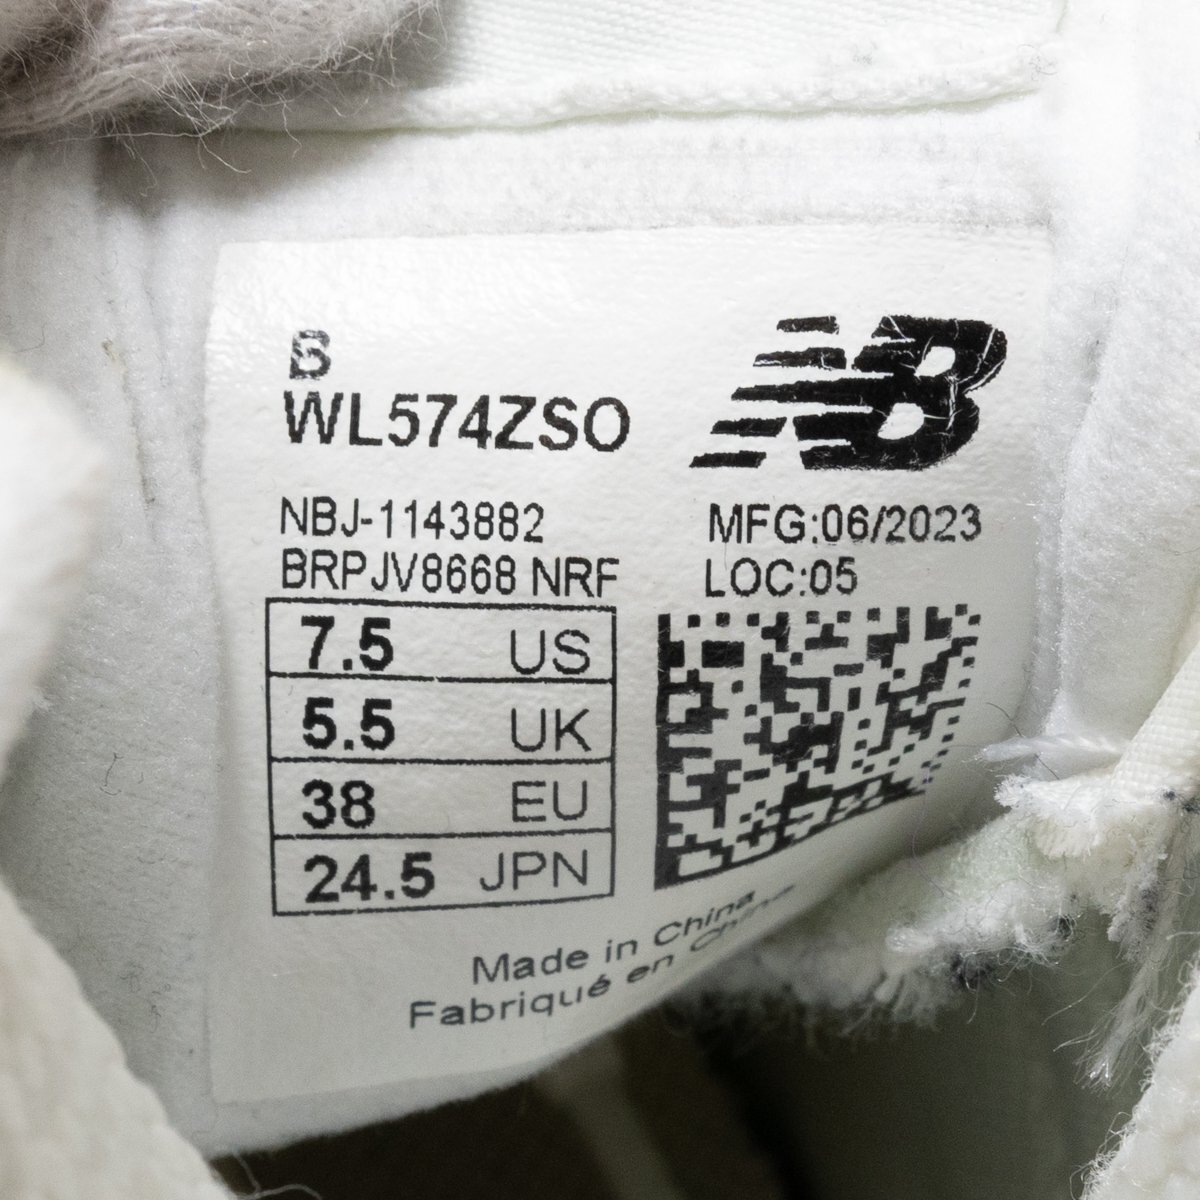 B
WL574ZSO
NB
NBJ-1143882
BRPJV8668 NRF
MFG:06/2023
LOC:05
7.5 US
5.5 UK
38 EU
24.5 JPN
Made in China
Fabriqué en Chine